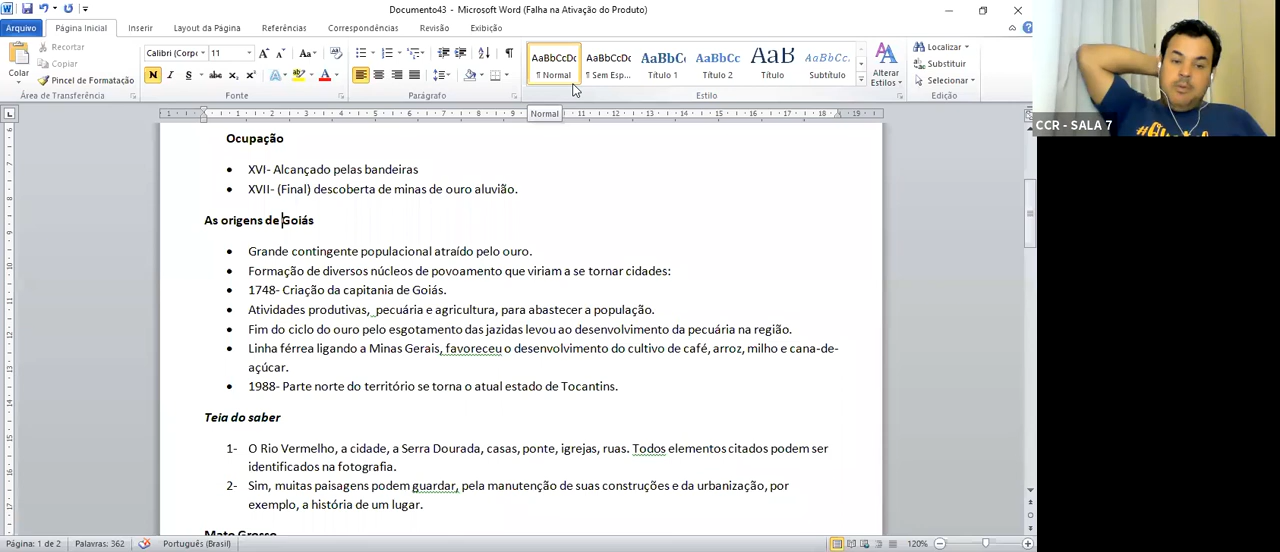 Documento43 - Microsoft Word (Falha na Ativação do Produto)
Arquivo Página Inicial Inserir Layout da Página Referências Correspondências Revisão Exibição
Recortar
Copiar
Pincel de Formatação
Colar
Área de Transferência
Calibri (Corpo 11
N I S abc x₂ x²
Fonte
Parágrafo
AaBbCcDc AaBbCcDc AaBbC AaBbCc AaB AaBbCc.
¶ Normal ¶ Sem Esp... Título 1 Título 2 Título Subtítulo
Alterar Estilos
Estilo
Localizar
Substituir
Selecionar
Edição
Normal
CCR - SALA 7
Ocupação
• XVI- Alcançado pelas bandeiras
• XVII- (Final) descoberta de minas de ouro aluvião.
As origens de Goiás
• Grande contingente populacional atraído pelo ouro.
• Formação de diversos núcleos de povoamento que viriam a se tornar cidades:
• 1748- Criação da capitania de Goiás.
• Atividades produtivas, pecuária e agricultura, para abastecer a população.
• Fim do ciclo do ouro pelo esgotamento das jazidas levou ao desenvolvimento da pecuária na região.
• Linha férrea ligando a Minas Gerais, favoreceu o desenvolvimento do cultivo de café, arroz, milho e cana-de-
açúcar.
• 1988- Parte norte do território se torna o atual estado de Tocantins.
Teia do saber
1- O Rio Vermelho, a cidade, a Serra Dourada, casas, ponte, igrejas, ruas. Todos elementos citados podem ser
identificados na fotografia.
2- Sim, muitas paisagens podem guardar, pela manutenção de suas construções e da urbanização, por
exemplo, a história de um lugar.
Mato Grosso
Página: 1 de 2 Palavras: 362 Português (Brasil) 120%